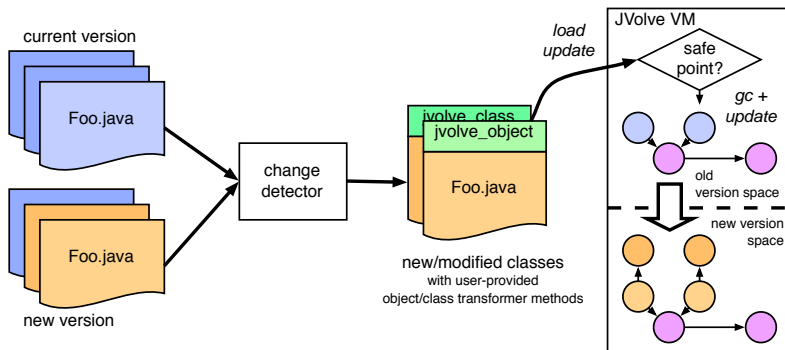 current version
Foo.java
new version
Foo.java
change
detector
jvolve_class
jvolve_object
Foo.java
new/modified classes
with user-provided
object/class transformer methods
load
update
JVolve VM
safe
point?
gc +
update
old
version space
new version
space